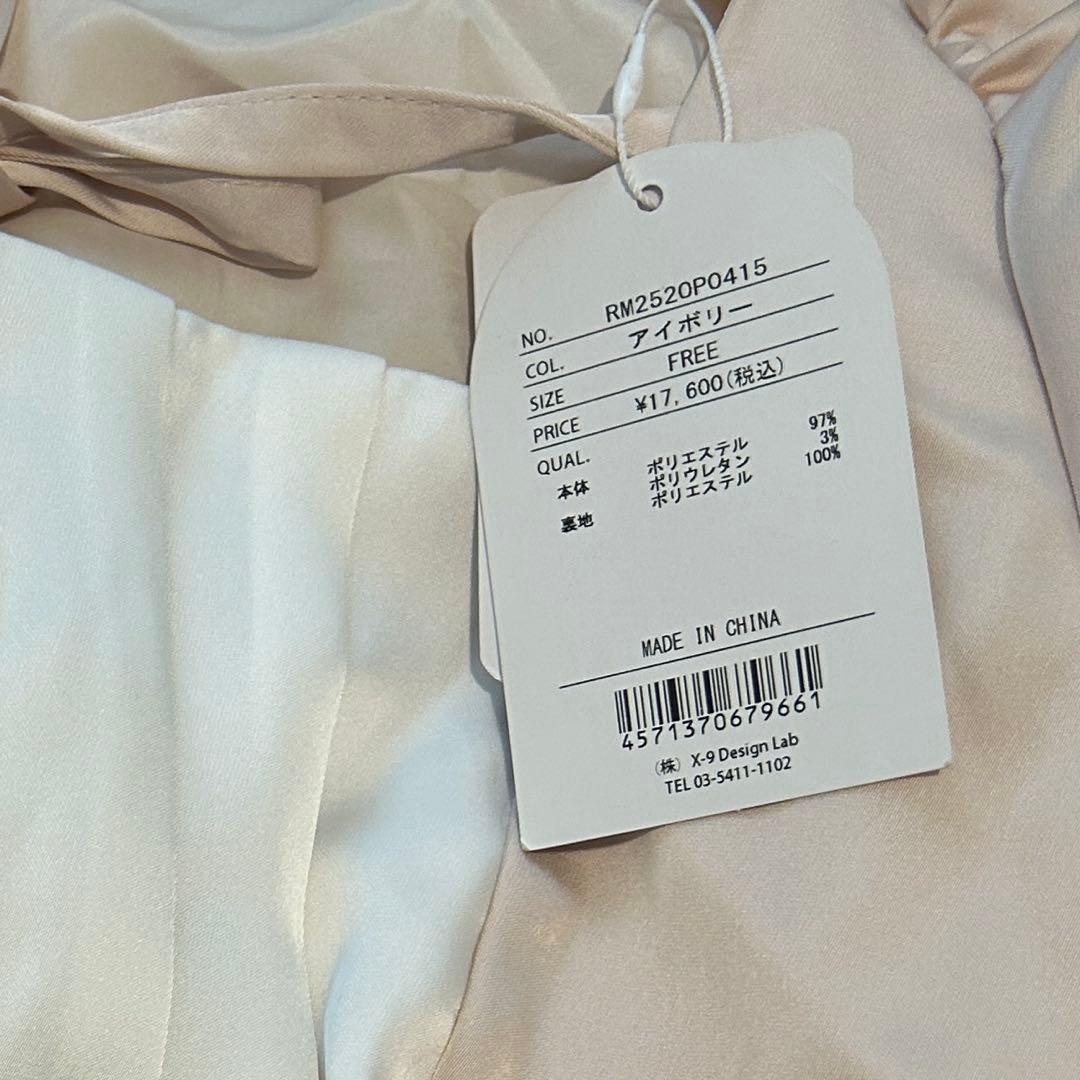 NO. RM2520P0415
COL. アイボリー
SIZE FREE
PRICE ¥17,600(税込)
QUAL.
本体 ポリエステル 97%
ポリウレタン 3%
裏地 ポリエステル 100%
MADE IN CHINA
4571370679661
(株) X-9 Design Lab
TEL 03-5411-1102